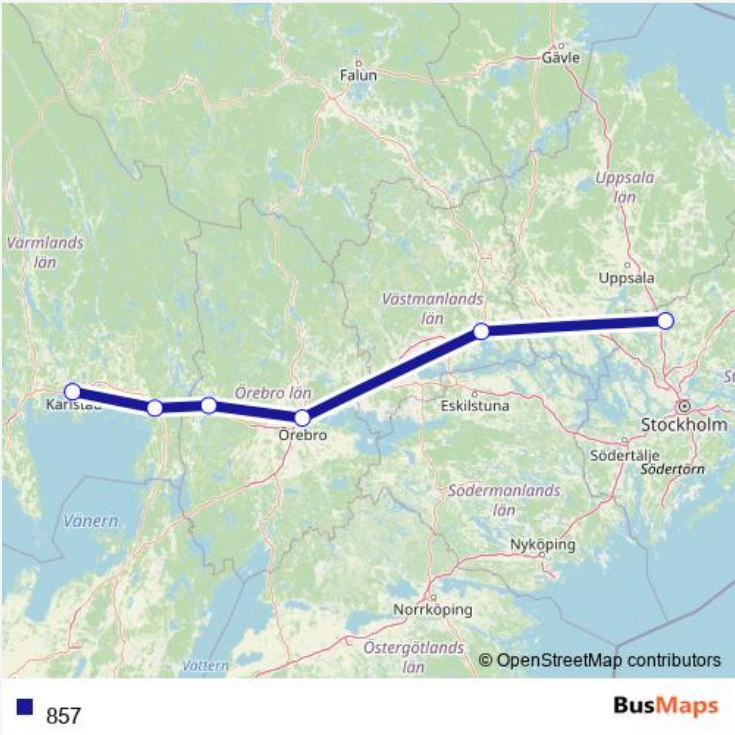 Gävle
Falun
Uppsala
län
Värmlands
län
Uppsala
Västmanlands
län
Örebro län
Karlstad
Eskilstuna
Stockholm
Örebro
Södertälje
Södertörn
Södermanlands
län
Vänern
Nyköping
Norrköping
Östergötlands
län
Vättern
© OpenStreetMap contributors
857
BusMaps